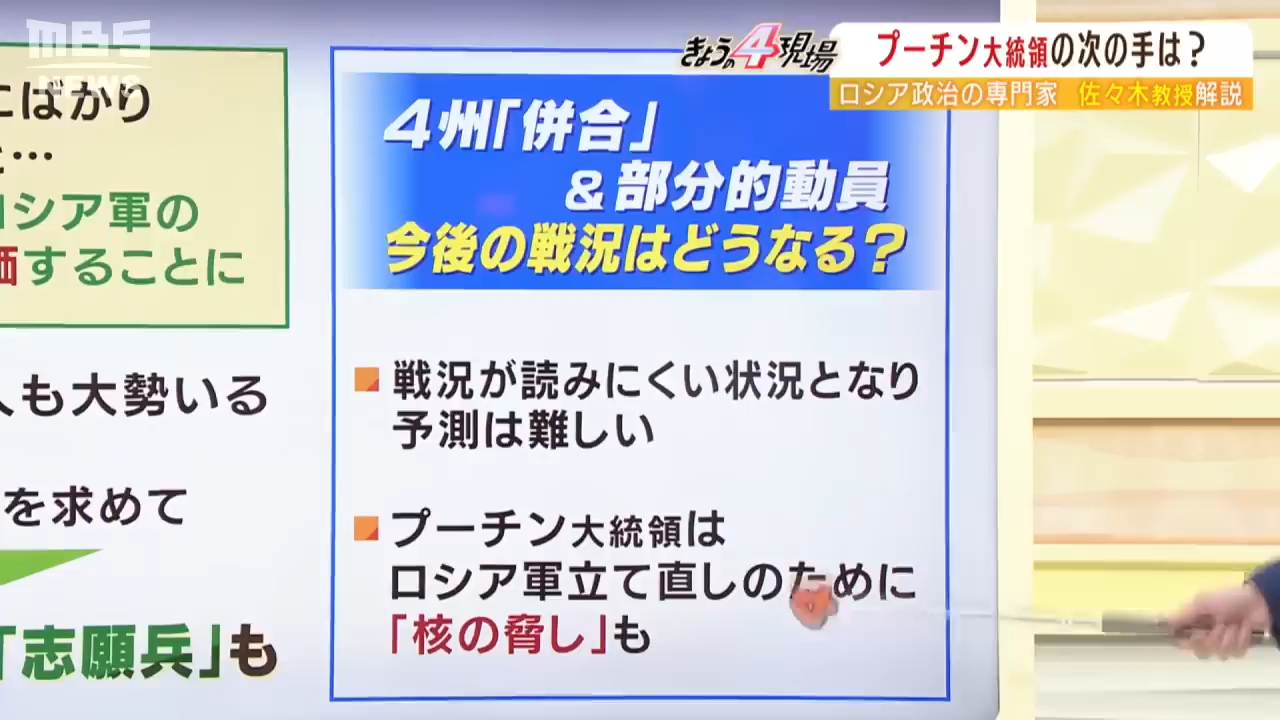 MBS
NEWS
きょうの4現場
プーチン大統領の次の手は?
ロシア政治の専門家 佐々木教授解説
にばかり
と…
ロシア軍の
価することに
人も大勢いる
を求めて
「志願兵」も
4州「併合」
&部分的動員
今後の戦況はどうなる?
戦況が読みにくい状況となり
予測は難しい
プーチン大統領は
ロシア軍立て直しのために
「核の脅し」も